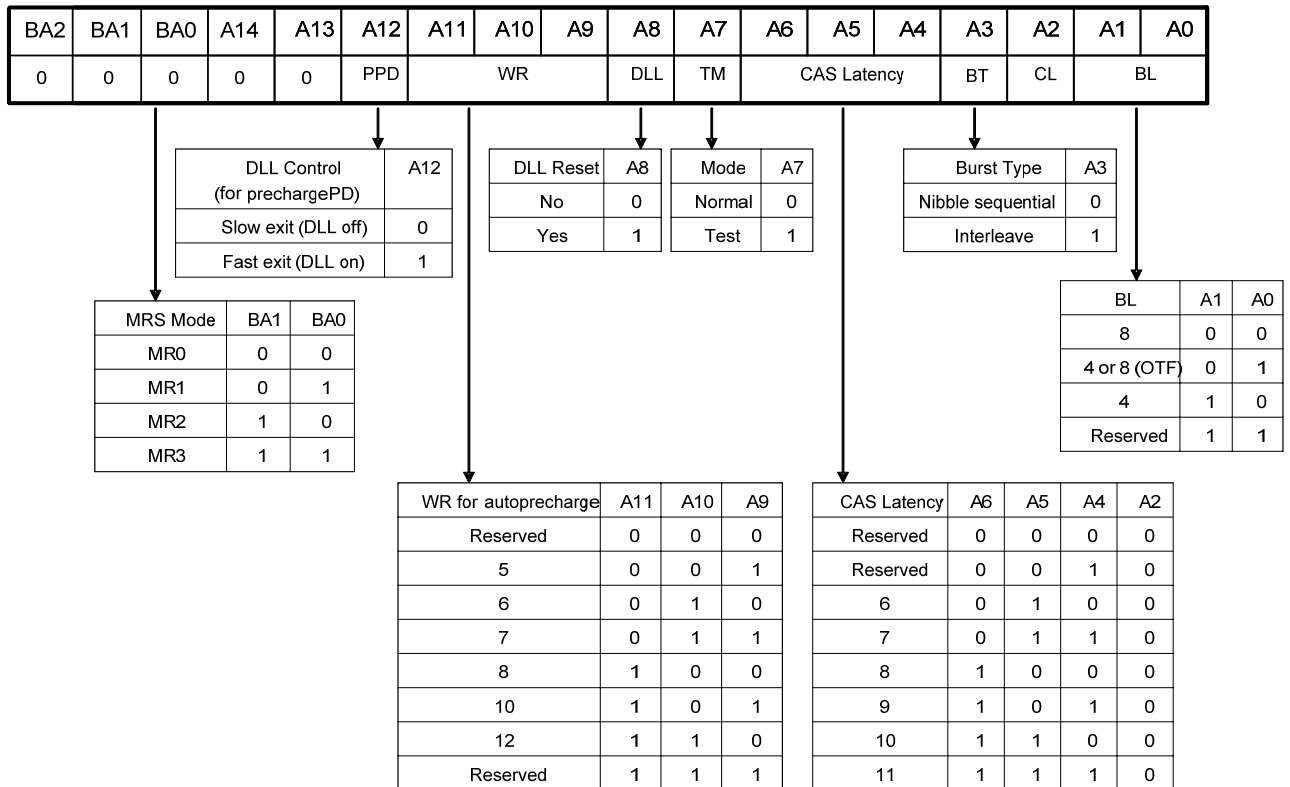 BA2 BA1 BA0 A14 A13 A12 A11 A10 A9 A8 A7 A6 A5 A4 A3 A2 A1 A0
0 0 0 0 0 PPD WR DLL TM CAS Latency BT CL BL
DLL Control A12
(for prechargePD)
Slow exit (DLL off) 0
Fast exit (DLL on) 1
DLL Reset A8
No 0
Yes 1
Mode A7
Normal 0
Test 1
Burst Type A3
Nibble sequential 0
Interleave 1
BL A1 A0
8 0 0
4 or 8 (OTF) 0 1
4 1 0
Reserved 1 1
MRS Mode BA1 BA0
MR0 0 0
MR1 0 1
MR2 1 0
MR3 1 1
WR for autoprecharge A11 A10 A9
Reserved 0 0 0
5 0 0 1
6 0 1 0
7 0 1 1
8 1 0 0
10 1 0 1
12 1 1 0
Reserved 1 1 1
CAS Latency A6 A5 A4 A2
Reserved 0 0 0 0
Reserved 0 0 1 0
6 0 1 0 0
7 0 1 1 0
8 1 0 0 0
9 1 0 1 0
10 1 1 0 0
11 1 1 1 0